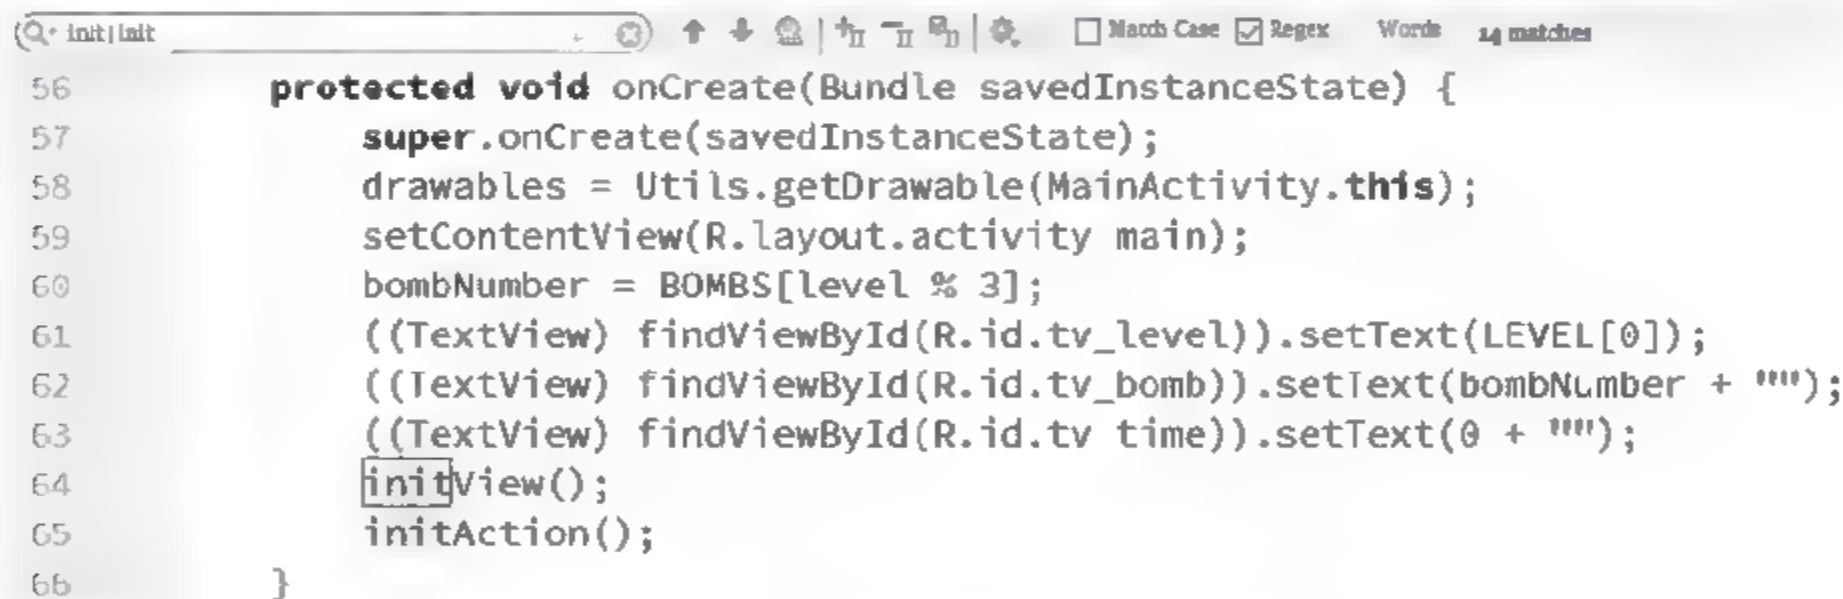 init|init Match Case Regex Words 14 matches
56 protected void onCreate(Bundle savedInstanceState) {
57 super.onCreate(savedInstanceState);
58 drawables = Utils.getDrawable(MainActivity.this);
59 setContentView(R.layout.activity main);
60 bombNumber = BOMBS[level % 3];
61 ((TextView) findViewById(R.id.tv_level)).setText(LEVEL[0]);
62 ((TextView) findViewById(R.id.tv_bomb)).setText(bombNumber + "");
63 ((TextView) findViewById(R.id.tv time)).setText(0 + "");
64 initView();
65 initAction();
66 }